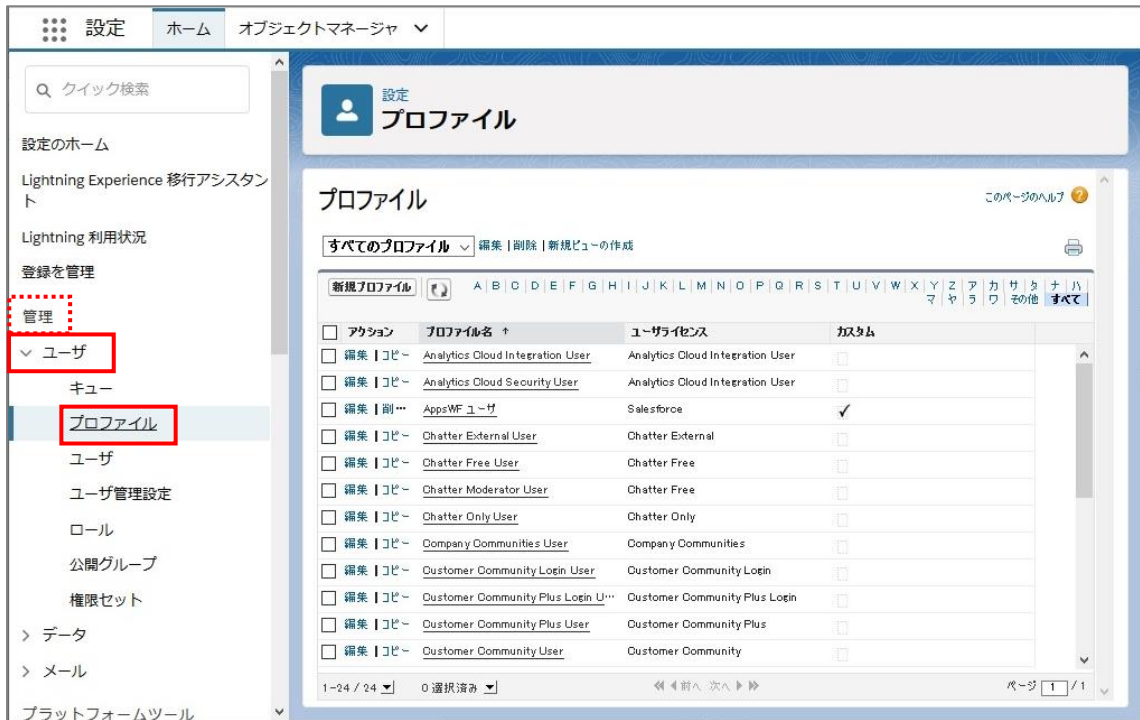 設定 ホーム オブジェクトマネージャ
クイック検索
設定のホーム
Lightning Experience 移行アシスタン
ト
Lightning 利用状況
登録を管理
管理
ユーザ
キュー
プロファイル
ユーザ
ユーザ管理設定
ロール
公開グループ
権限セット
データ
メール
プラットフォームツール
設定
プロファイル
プロファイル
このページのヘルプ
すべてのプロファイル 編集 | 削除 | 新規ビューの作成
新規プロファイル A | B | C | D | E | F | G | H | I | J | K | L | M | N | O | P | Q | R | S | T | U | V | W | X | Y | Z | ア | カ | サ | タ | ナ | ハ |
マ | ヤ | ラ | ワ | その他 | すべて
アクション プロファイル名 ↑ ユーザライセンス カスタム
編集 | コピー Analytics Cloud Integration User Analytics Cloud Integration User
編集 | コピー Analytics Cloud Security User Analytics Cloud Integration User
編集 | 削… AppsWF ユーザ Salesforce ✓
編集 | コピー Chatter External User Chatter External
編集 | コピー Chatter Free User Chatter Free
編集 | コピー Chatter Moderator User Chatter Free
編集 | コピー Chatter Only User Chatter Only
編集 | コピー Company Communities User Company Communities
編集 | コピー Customer Community Login User Customer Community Login
編集 | コピー Customer Community Plus Login U… Customer Community Plus Login
編集 | コピー Customer Community Plus User Customer Community Plus
編集 | コピー Customer Community User Customer Community
1-24 / 24 0 選択済み 前へ 次へ ページ 1 / 1